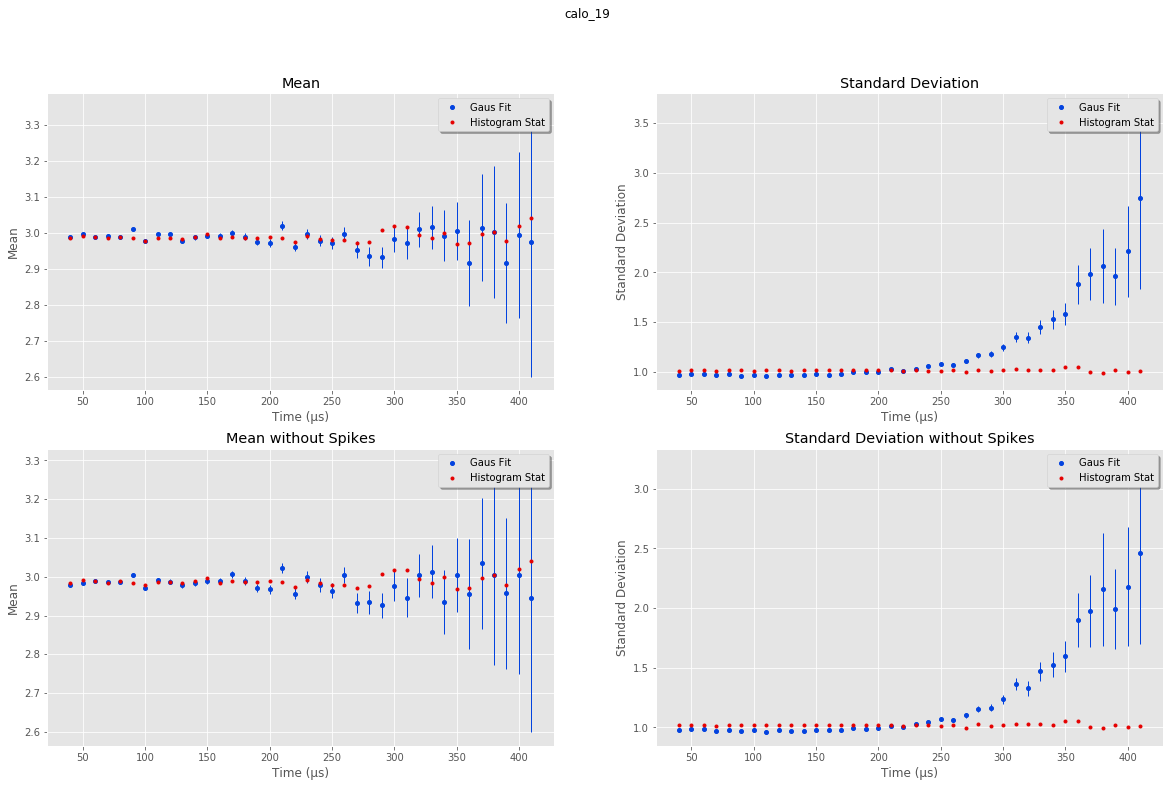 calo_19
Mean
Gaus Fit
Histogram Stat
Mean
3.3
3.2
3.1
3.0
2.9
2.8
2.7
2.6
50 100 150 200 250 300 350 400
Time (µs)
Standard Deviation
Gaus Fit
Histogram Stat
Standard Deviation
3.5
3.0
2.5
2.0
1.5
1.0
50 100 150 200 250 300 350 400
Time (µs)
Mean without Spikes
Gaus Fit
Histogram Stat
Mean
3.3
3.2
3.1
3.0
2.9
2.8
2.7
2.6
50 100 150 200 250 300 350 400
Time (µs)
Standard Deviation without Spikes
Gaus Fit
Histogram Stat
Standard Deviation
3.0
2.5
2.0
1.5
1.0
50 100 150 200 250 300 350 400
Time (µs)